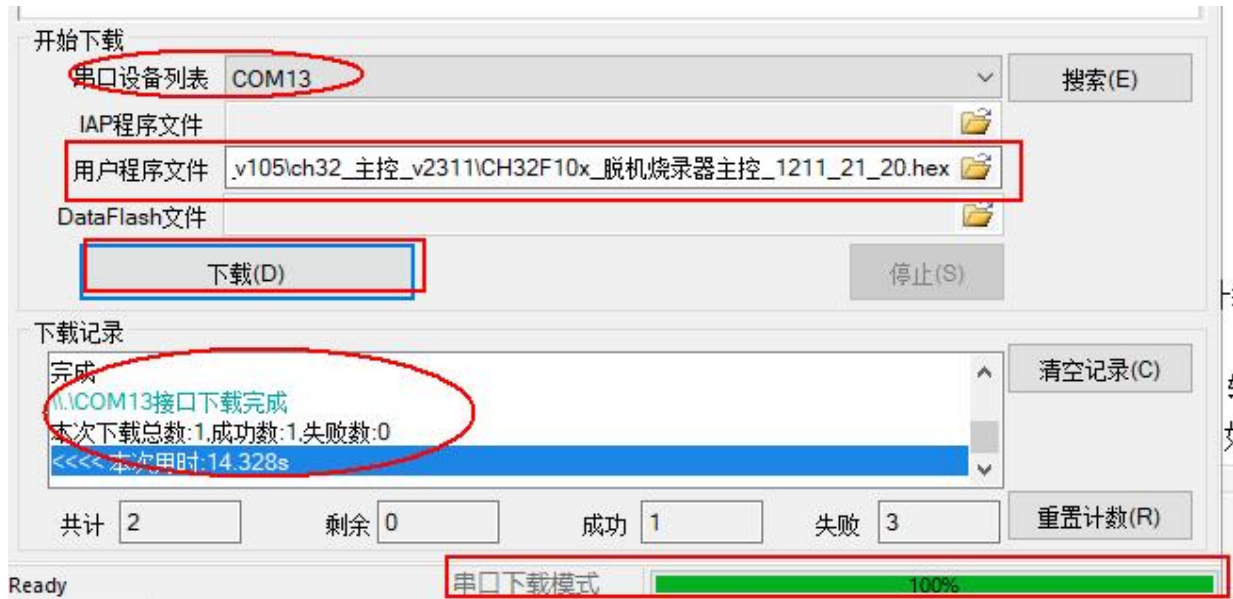 开始下载
串口设备列表 COM13 搜索(E)
IAP程序文件
用户程序文件 _v105\ch32_主控_v2311\CH32F10x_脱机烧录器主控_1211_21_20.hex
DataFlash文件
下载(D) 停止(S)
下载记录
完成
\\.\COM13接口下载完成
本次下载总数:1,成功数:1,失败数:0
<<<< 本次用时:14.328s
清空记录(C)
共计 2 剩余 0 成功 1 失败 3 重置计数(R)
Ready 串口下载模式 100%